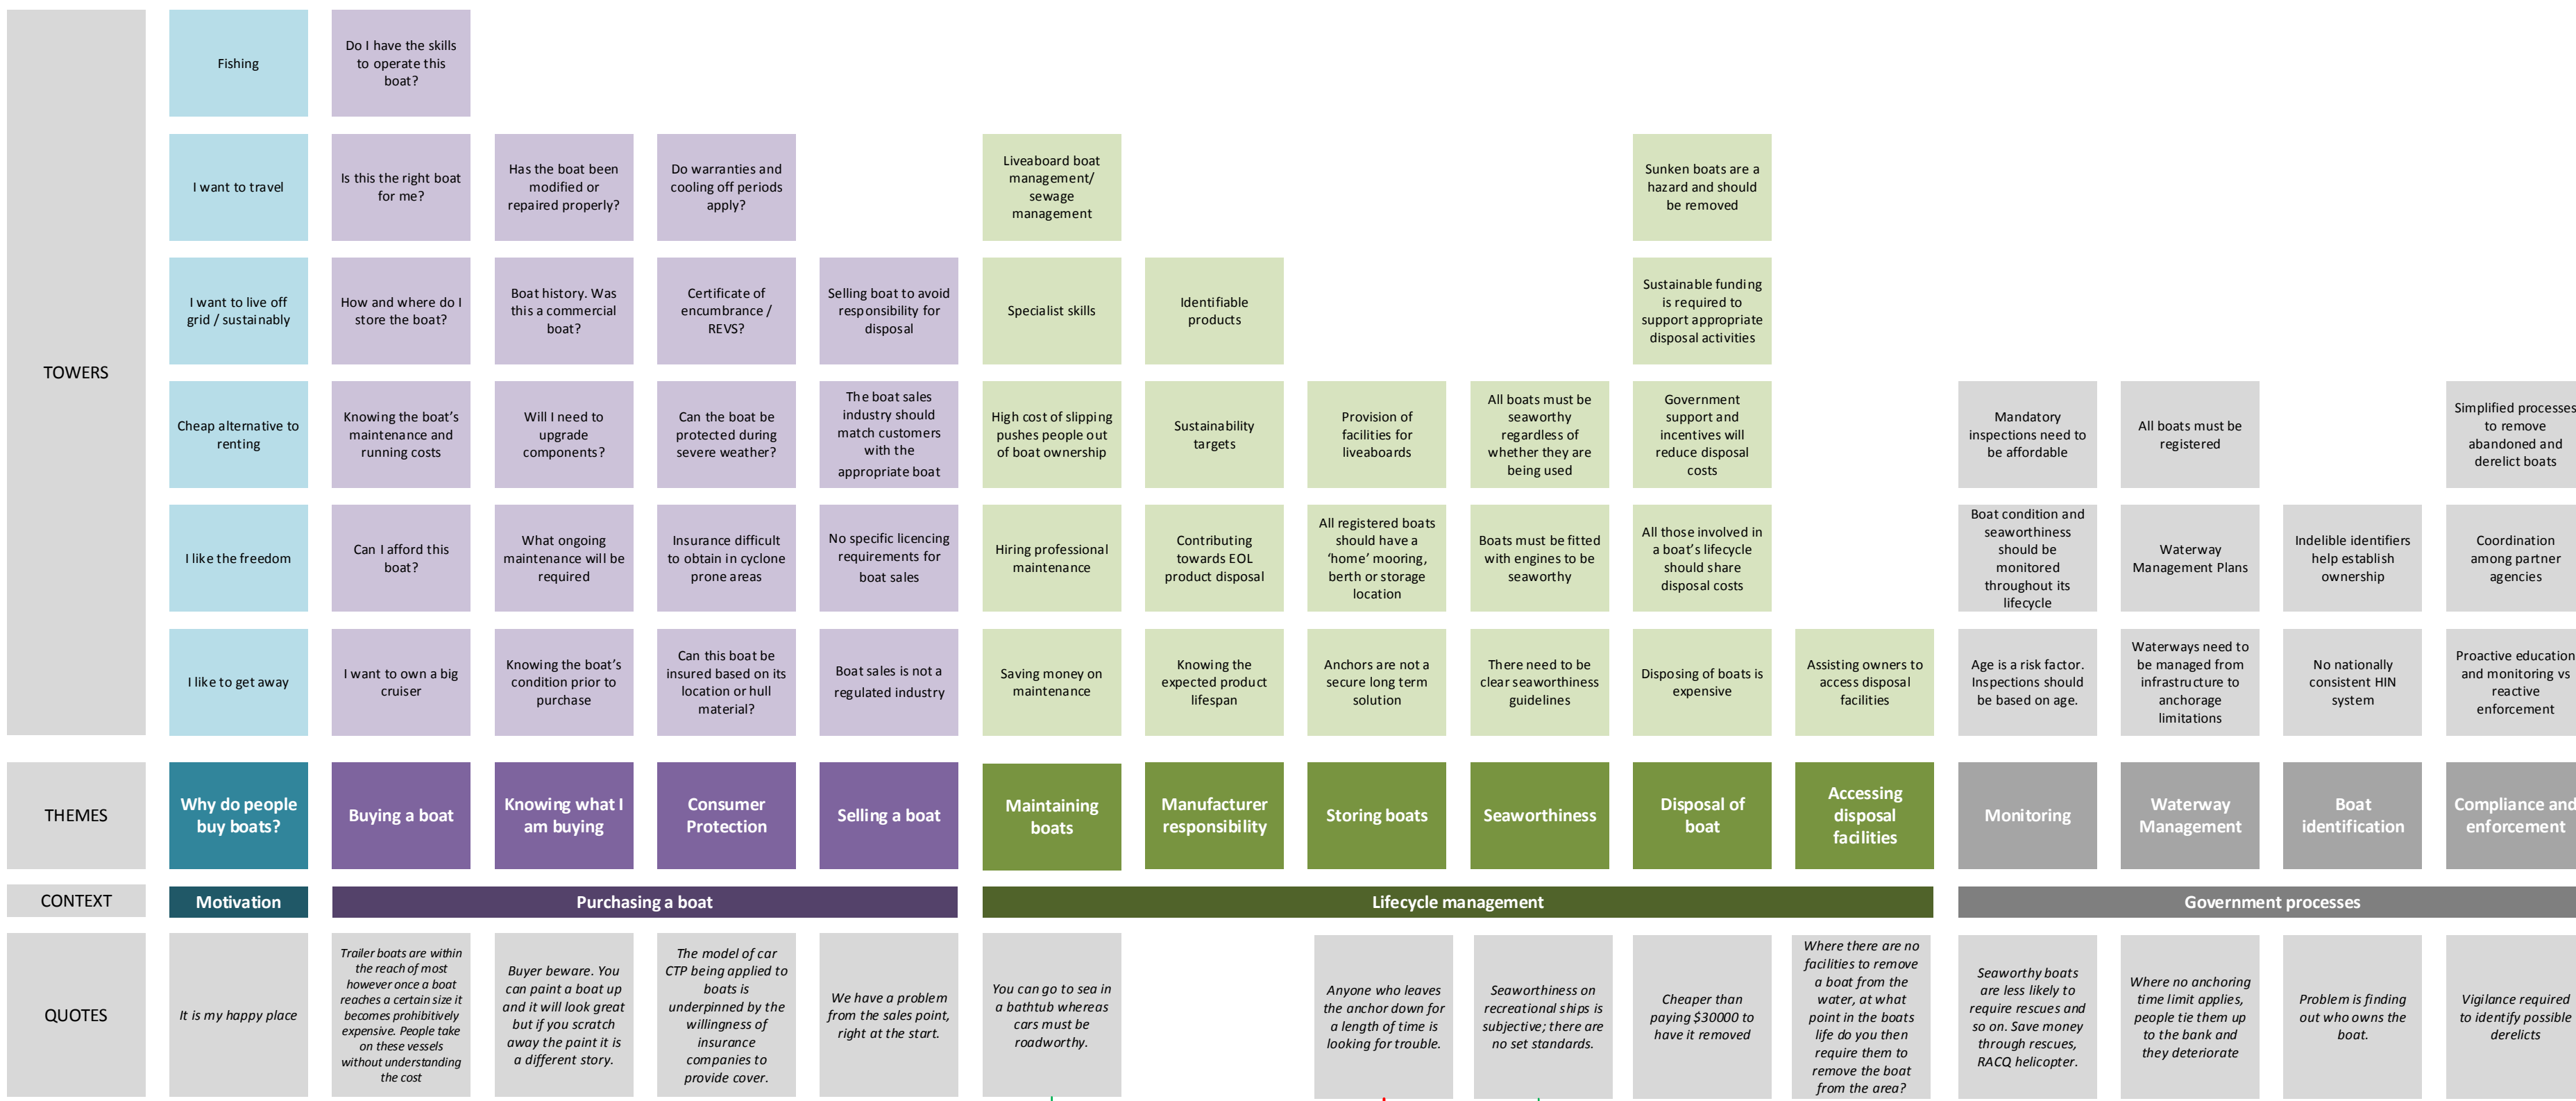 TOWERS
Fishing
Do I have the skills
to operate this
boat?
I want to travel
Is this the right boat
for me?
Has the boat been
modified or
repaired properly?
Do warranties and
cooling off periods
apply?
Liveaboard boat
management/
sewage
management
Sunken boats are a
hazard and should
be removed
I want to live off
grid / sustainably
How and where do I
store the boat?
Boat history. Was
this a commercial
boat?
Certificate of
encumbrance /
REVS?
Selling boat to avoid
responsibility for
disposal
Specialist skills
Identifiable
products
Sustainable funding
is required to
support appropriate
disposal activities
Cheap alternative to
renting
Knowing the boat's
maintenance and
running costs
Will I need to
upgrade
components?
Can the boat be
protected during
severe weather?
The boat sales
industry should
match customers
with the
appropriate boat
High cost of slipping
pushes people out
of boat ownership
Sustainability
targets
Provision of
facilities for
liveaboards
All boats must be
seaworthy
regardless of
whether they are
being used
Government
support and
incentives will
reduce disposal
costs
Mandatory
inspections need to
be affordable
All boats must be
registered
Simplified processes
to remove
abandoned and
derelict boats
I like the freedom
Can I afford this
boat?
What ongoing
maintenance will be
required
Insurance difficult
to obtain in cyclone
prone areas
No specific licencing
requirements for
boat sales
Hiring professional
maintenance
Contributing
towards EOL
product disposal
All registered boats
should have a
‘home’ mooring,
berth or storage
location
Boats must be fitted
with engines to be
seaworthy
All those involved in
a boat's lifecycle
should share
disposal costs
Boat condition and
seaworthiness
should be
monitored
throughout its
lifecycle
Waterway
Management Plans
Indelible identifiers
help establish
ownership
Coordination
among partner
agencies
I like to get away
I want to own a big
cruiser
Knowing the boat's
condition prior to
purchase
Can this boat be
insured based on its
location or hull
material?
Boat sales is not a
regulated industry
Saving money on
maintenance
Knowing the
expected product
lifespan
Anchors are not a
secure long term
solution
There need to be
clear seaworthiness
guidelines
Disposing of boats is
expensive
Assisting owners to
access disposal
facilities
Age is a risk factor.
Inspections should
be based on age.
Waterways need to
be managed from
infrastructure to
anchorage
limitations
No nationally
consistent HIN
system
Proactive education
and monitoring vs
reactive
enforcement
THEMES
Why do people
buy boats?
Buying a boat
Knowing what I
am buying
Consumer
Protection
Selling a boat
Maintaining
boats
Manufacturer
responsibility
Storing boats
Seaworthiness
Disposal of
boat
Accessing
disposal
facilities
Monitoring
Waterway
Management
Boat
identification
Compliance and
enforcement
CONTEXT
Motivation
Purchasing a boat
Lifecycle management
Government processes
QUOTES
It is my happy place
Trailer boats are within
the reach of most
however once a boat
reaches a certain size it
becomes prohibitively
expensive. People take
on these vessels
without understanding
the cost
Buyer beware. You
can paint a boat up
and it will look great
but if you scratch
away the paint it is
a different story.
The model of car
CTP being applied to
boats is
underpinned by the
willingness of
insurance
companies to
provide cover.
We have a problem
from the sales point,
right at the start.
You can go to sea in
a bathtub whereas
cars must be
roadworthy.
Anyone who leaves
the anchor down for
a length of time is
looking for trouble.
Seaworthiness on
recreational ships is
subjective; there are
no set standards.
Cheaper than
paying $30000 to
have it removed
Where there are no
facilities to remove
a boat from the
water, at what
point in the boats
life do you then
require them to
remove the boat
from the area?
Seaworthy boats
are less likely to
require rescues and
so on. Save money
through rescues,
RACQ helicopter.
Where no anchoring
time limit applies,
people tie them up
to the bank and
they deteriorate
Problem is finding
out who owns the
boat.
Vigilance required
to identify possible
derelicts